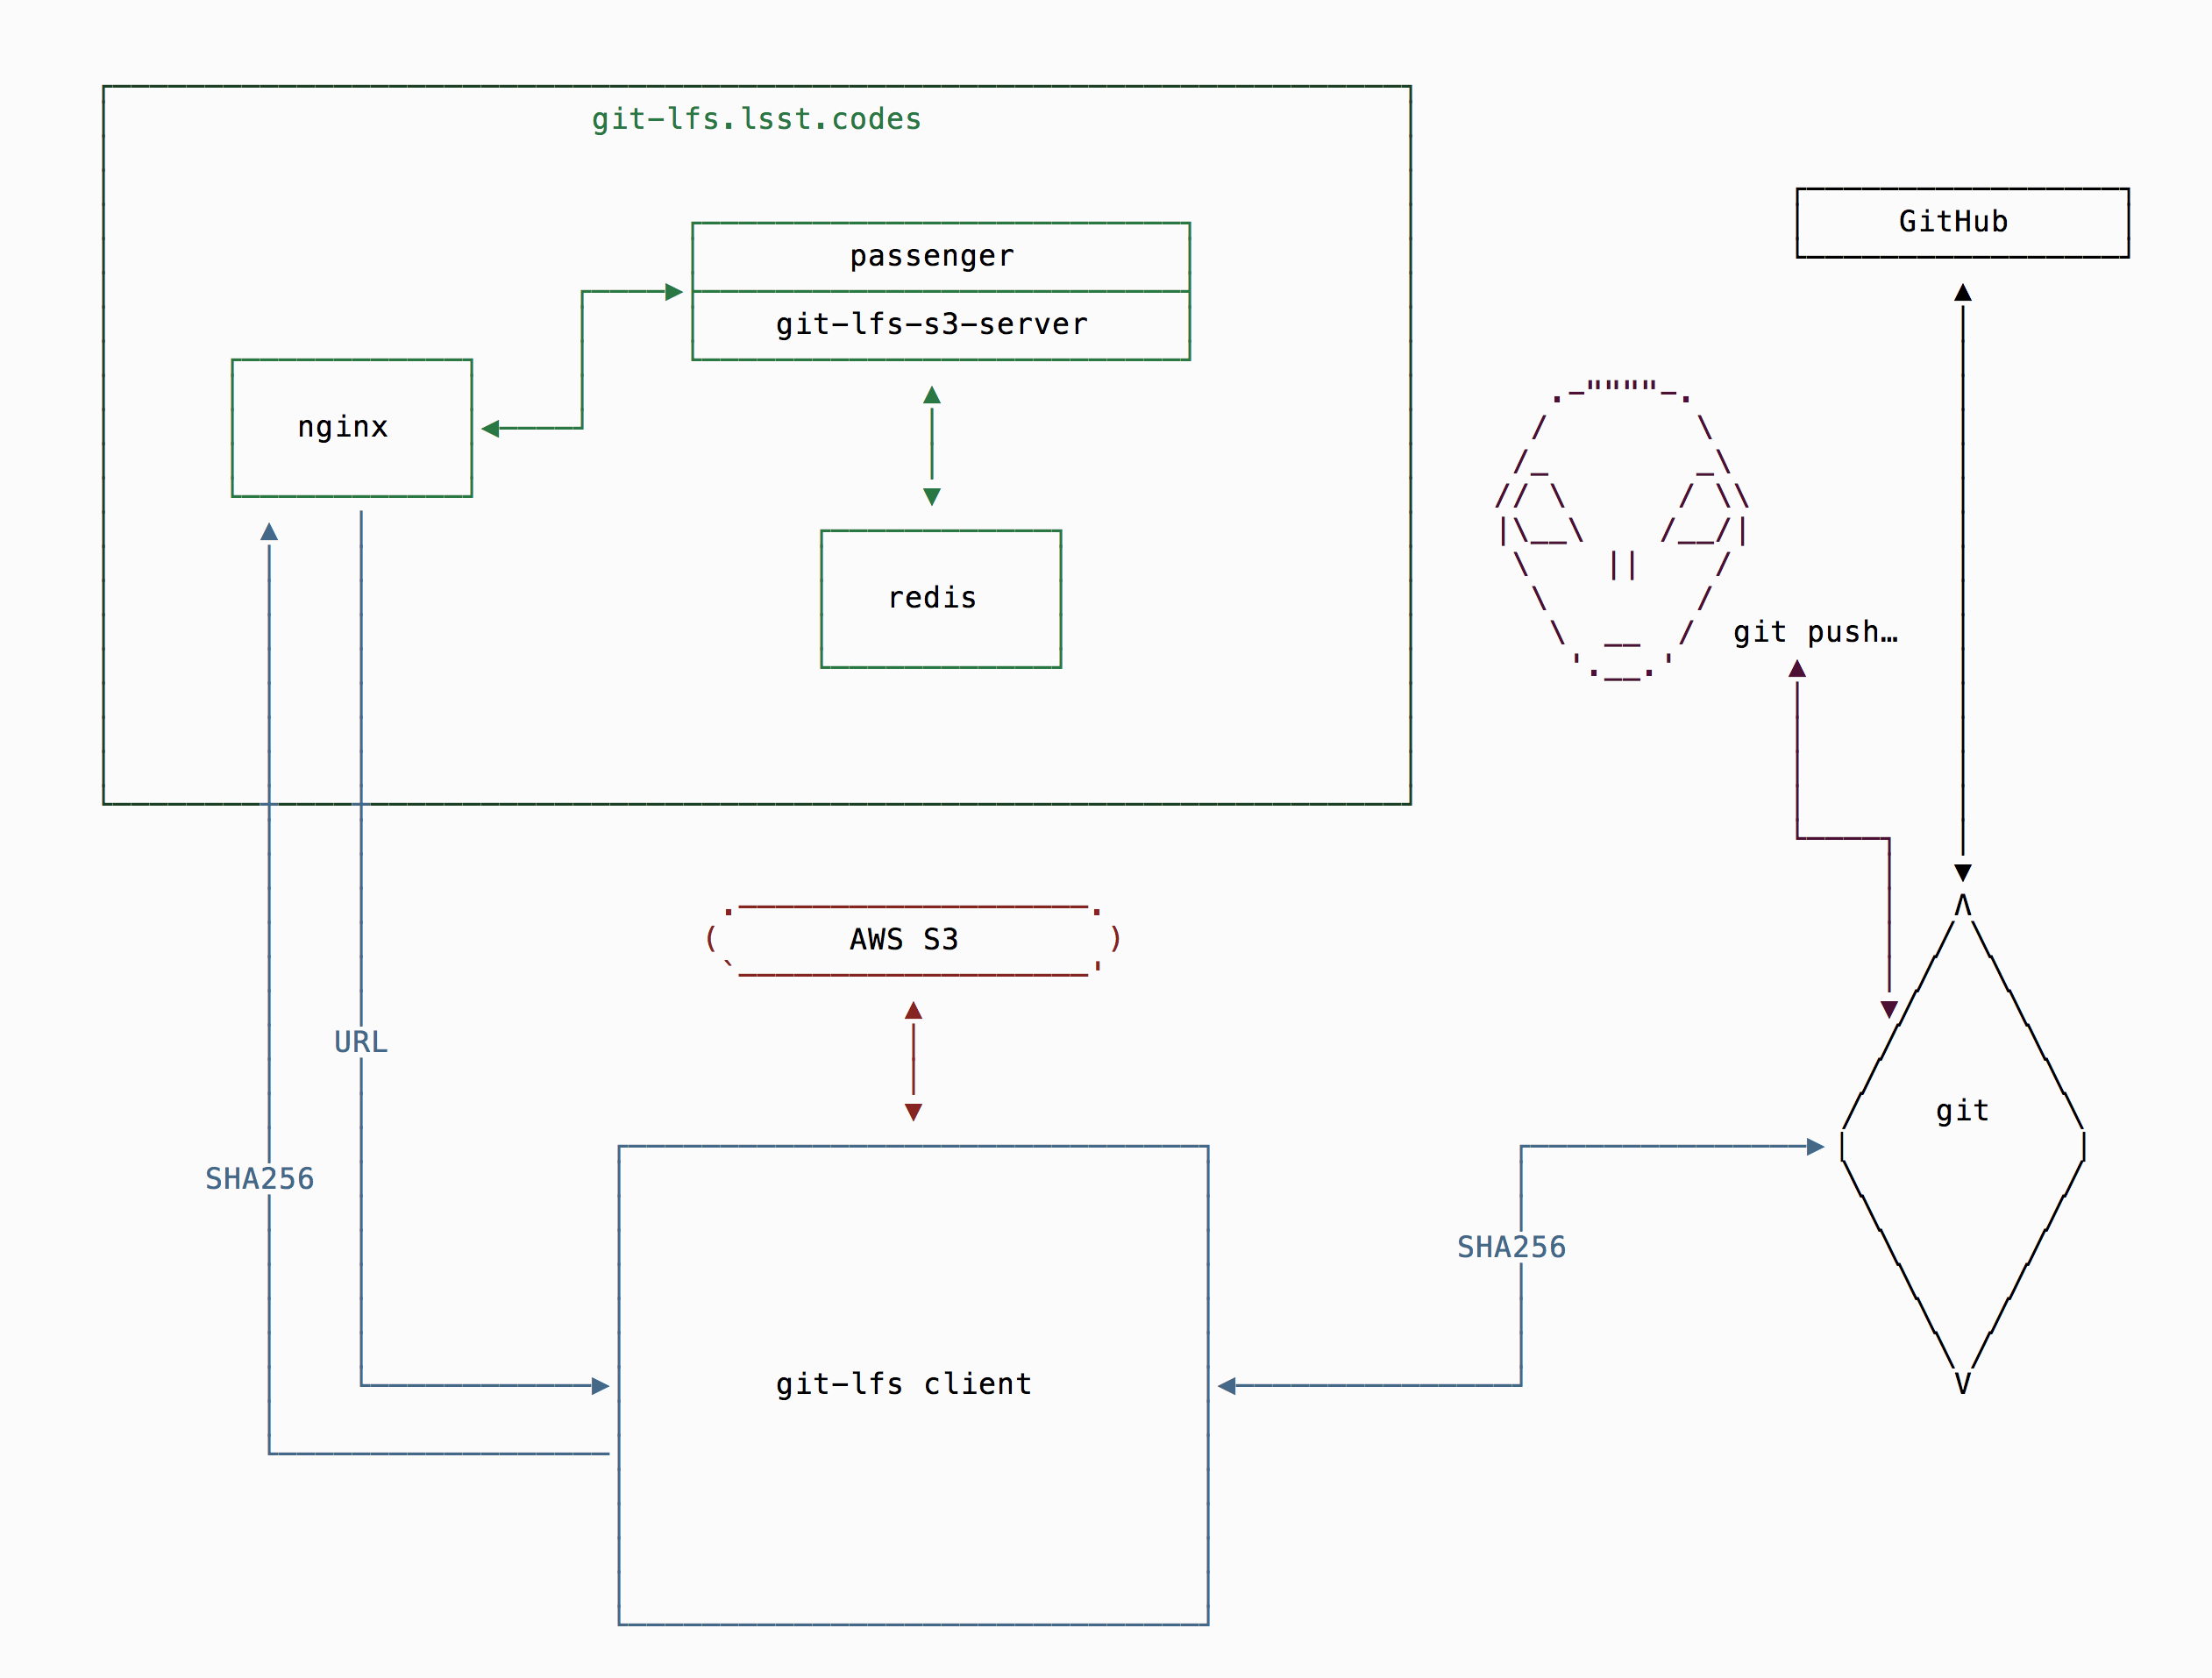 git-lfs.lsst.codes
GitHub
passenger
git-lfs-s3-server
nginx
redis
git push…
AWS S3
URL
git
SHA256
SHA256
git-lfs client